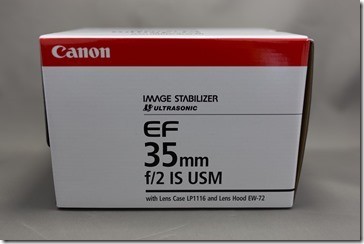 Canon
IMAGE STABILIZER
ULTRASONIC
EF
35mm
f/2 IS USM
with Lens Case LP1116 and Lens Hood EW-72